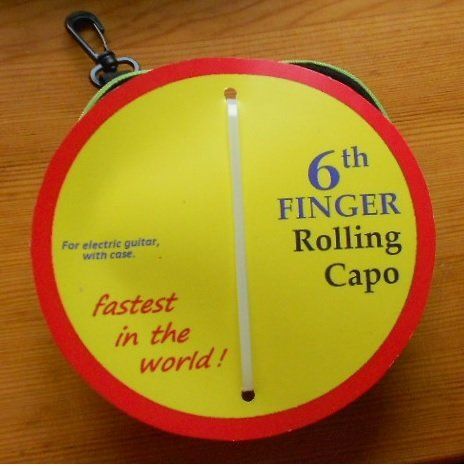 6th
FINGER
Rolling
Capo
For electric guitar,
with case.
fastest
in the
world!